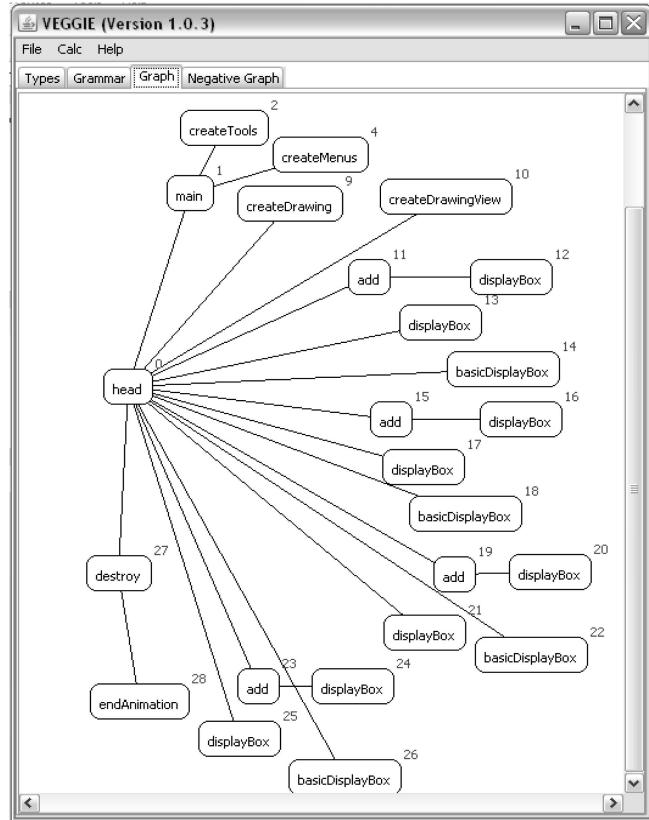 VEGGIE (Version 1.0.3)
File Calc Help
Types Grammar Graph Negative Graph
2
createTools
4
createMenus
1
main
9
createDrawing
10
createDrawingView
11
add
12
displayBox
13
displayBox
14
basicDisplayBox
0
head
15
add
16
displayBox
17
displayBox
18
basicDisplayBox
19
add
20
displayBox
27
destroy
21
displayBox
22
basicDisplayBox
23
add
24
displayBox
28
endAnimation
25
displayBox
26
basicDisplayBox